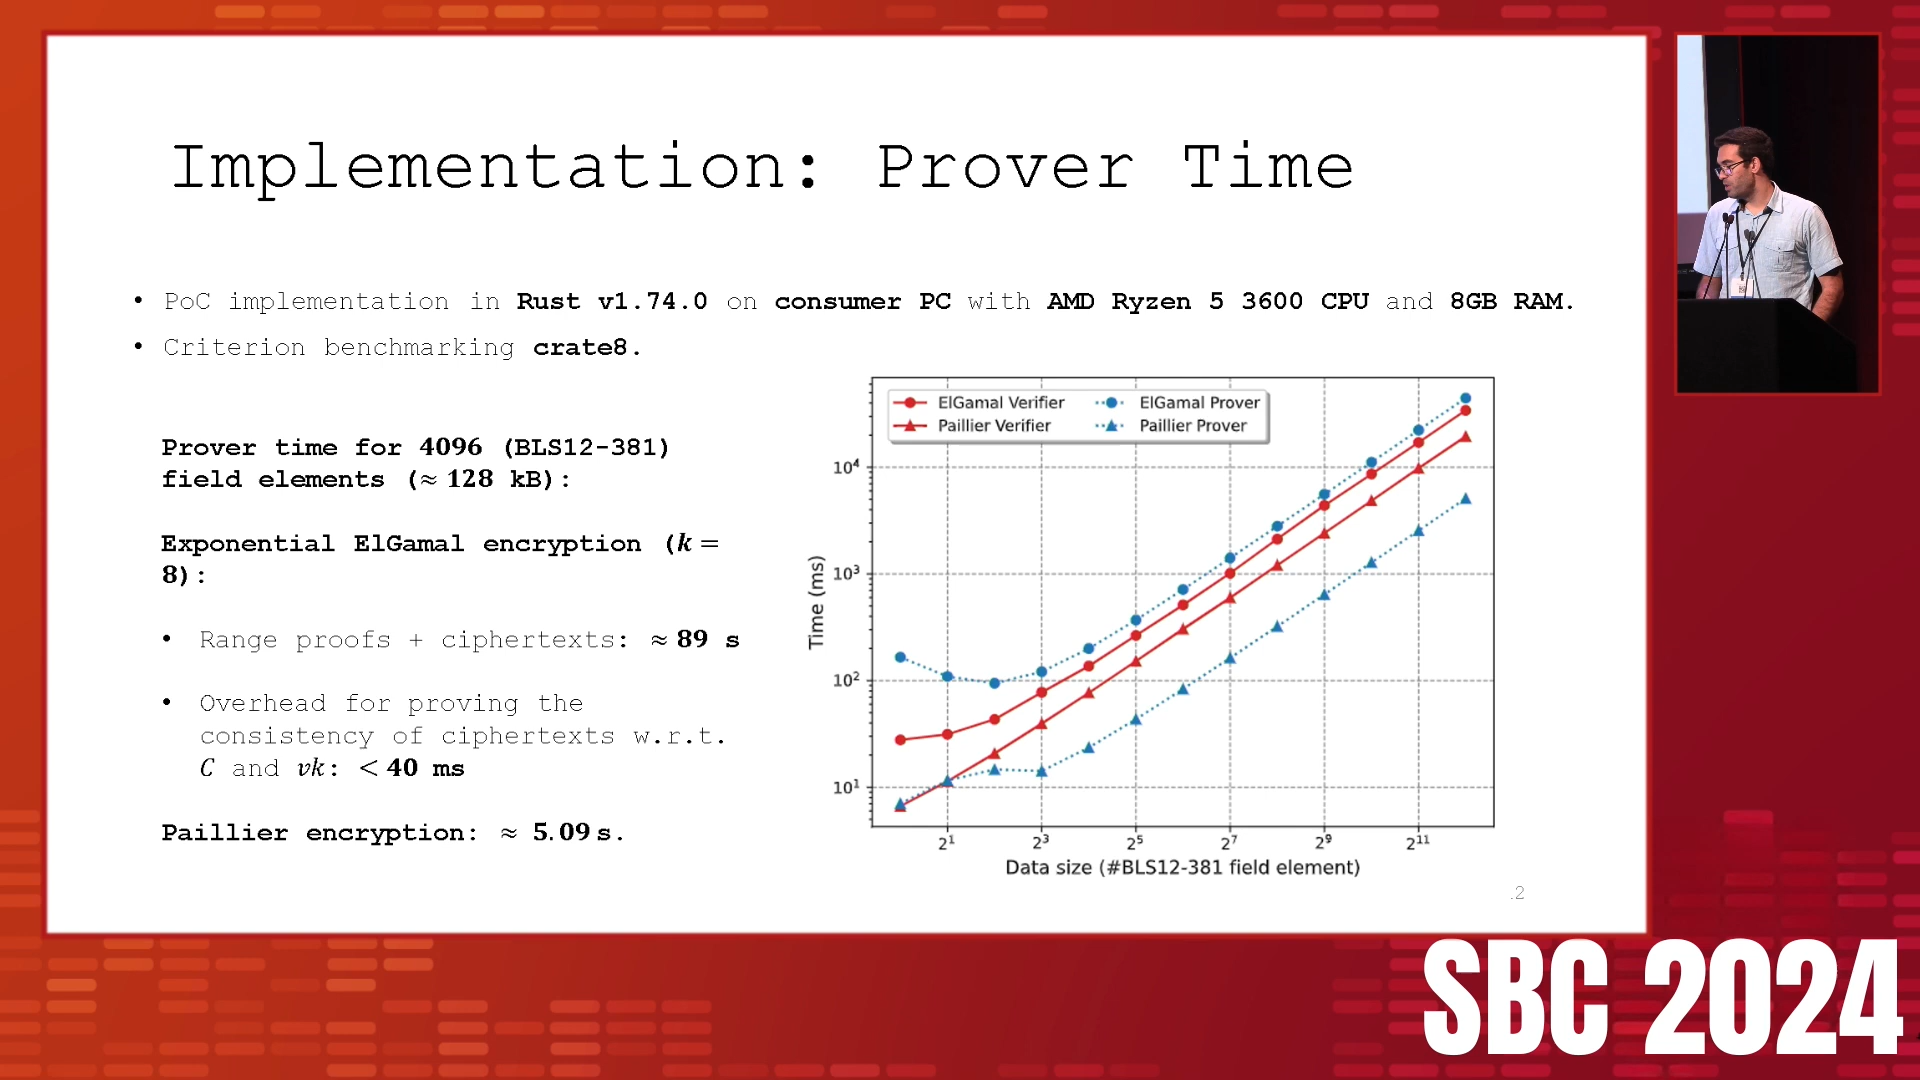 Implementation: Prover Time
• PoC implementation in Rust v1.74.0 on consumer PC with AMD Ryzen 5 3600 CPU and 8GB RAM.
• Criterion benchmarking crate8.
Prover time for 4096 (BLS12-381)
field elements (≈ 128 kB):
Exponential ElGamal encryption (k =
8):
• Range proofs + ciphertexts: ≈ 89 s
• Overhead for proving the
consistency of ciphertexts w.r.t.
C and vk: < 40 ms
Paillier encryption: ≈ 5.09 s.
ElGamal Verifier
Paillier Verifier
ElGamal Prover
Paillier Prover
Time (ms)
10⁴
10³
10²
10¹
2¹ 2³ 2⁵ 2⁷ 2⁹ 2¹¹
Data size (#BLS12-381 field element)
.2
SBC 2024